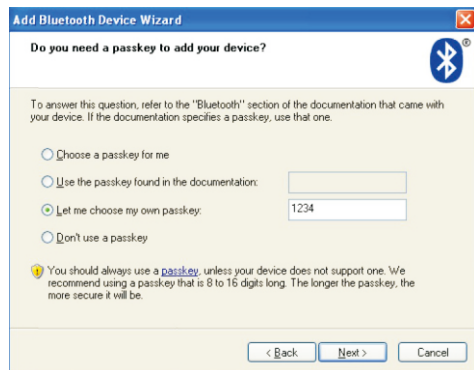 Add Bluetooth Device Wizard
Do you need a passkey to add your device?
®
To answer this question, refer to the "Bluetooth" section of the documentation that came with
your device. If the documentation specifies a passkey, use that one.
Choose a passkey for me
Use the passkey found in the documentation:
Let me choose my own passkey: 1234
Don't use a passkey
You should always use a passkey, unless your device does not support one. We
recommend using a passkey that is 8 to 16 digits long. The longer the passkey, the
more secure it will be.
< Back Next > Cancel